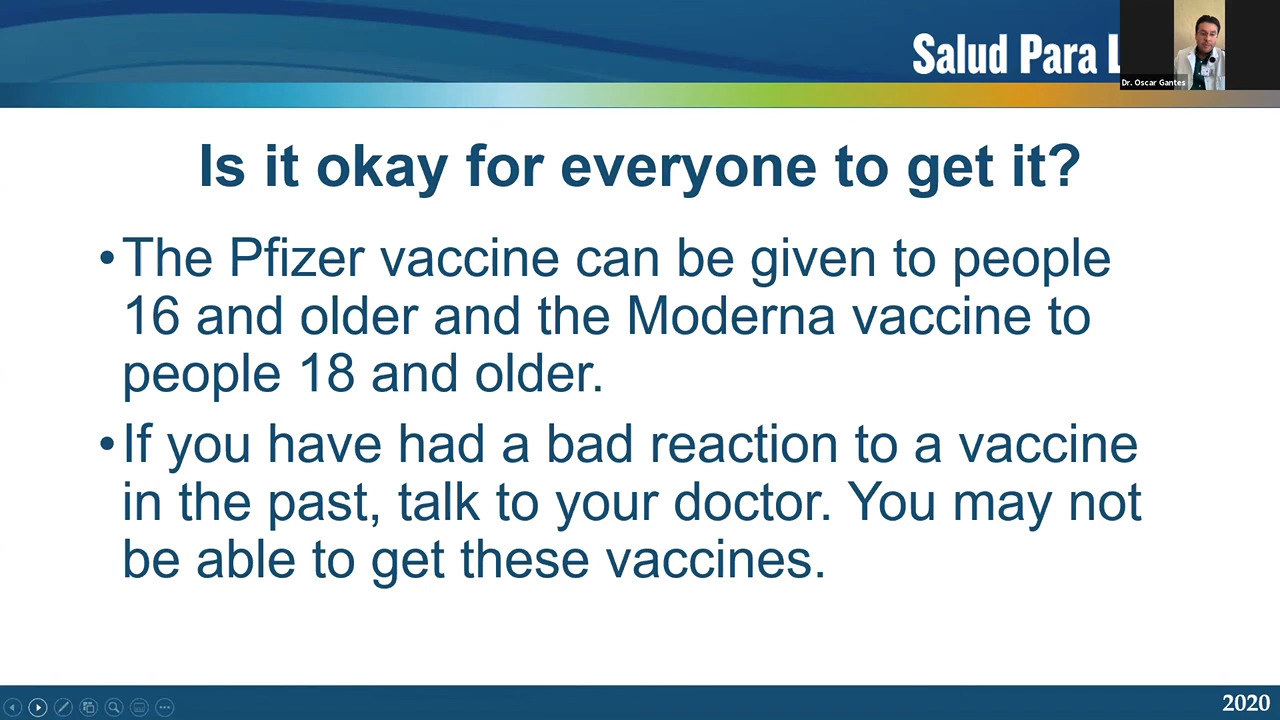 Salud Para L
Dr. Oscar Gantes
Is it okay for everyone to get it?
•The Pfizer vaccine can be given to people
16 and older and the Moderna vaccine to
people 18 and older.
•If you have had a bad reaction to a vaccine
in the past, talk to your doctor. You may not
be able to get these vaccines.
2020